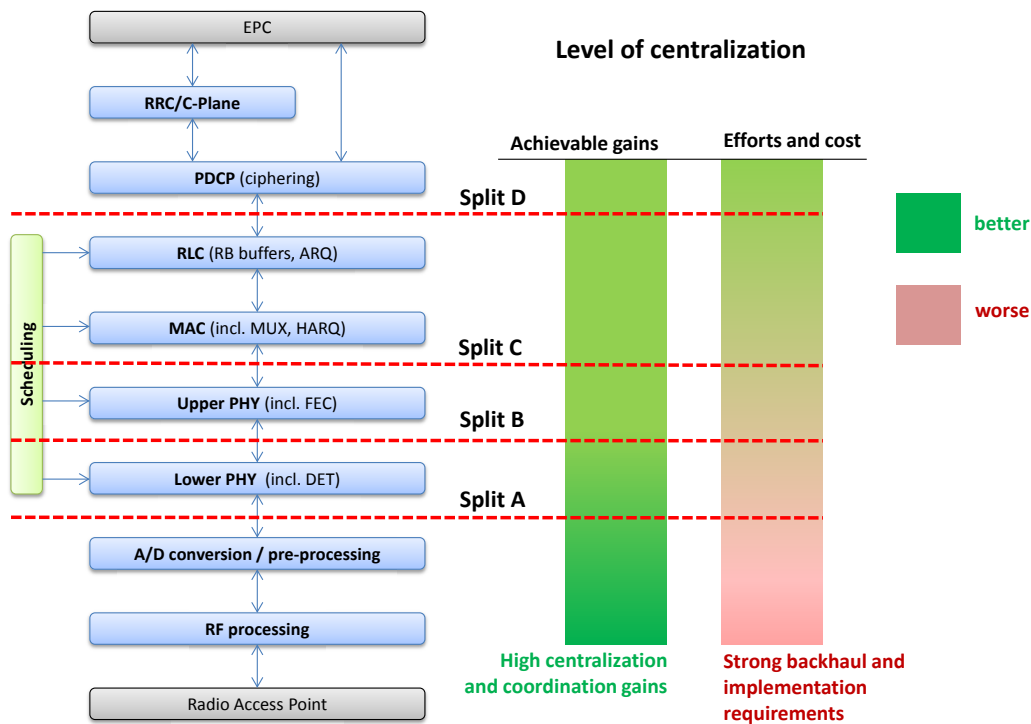 EPC
Level of centralization
RRC/C-Plane
Achievable gains
Efforts and cost
PDCP (ciphering)
Split D
better
RLC (RB buffers, ARQ)
worse
MAC (incl. MUX, HARQ)
Scheduling
Split C
Upper PHY (incl. FEC)
Split B
Lower PHY (incl. DET)
Split A
A/D conversion / pre-processing
RF processing
High centralization
and coordination gains
Strong backhaul and
implementation
requirements
Radio Access Point